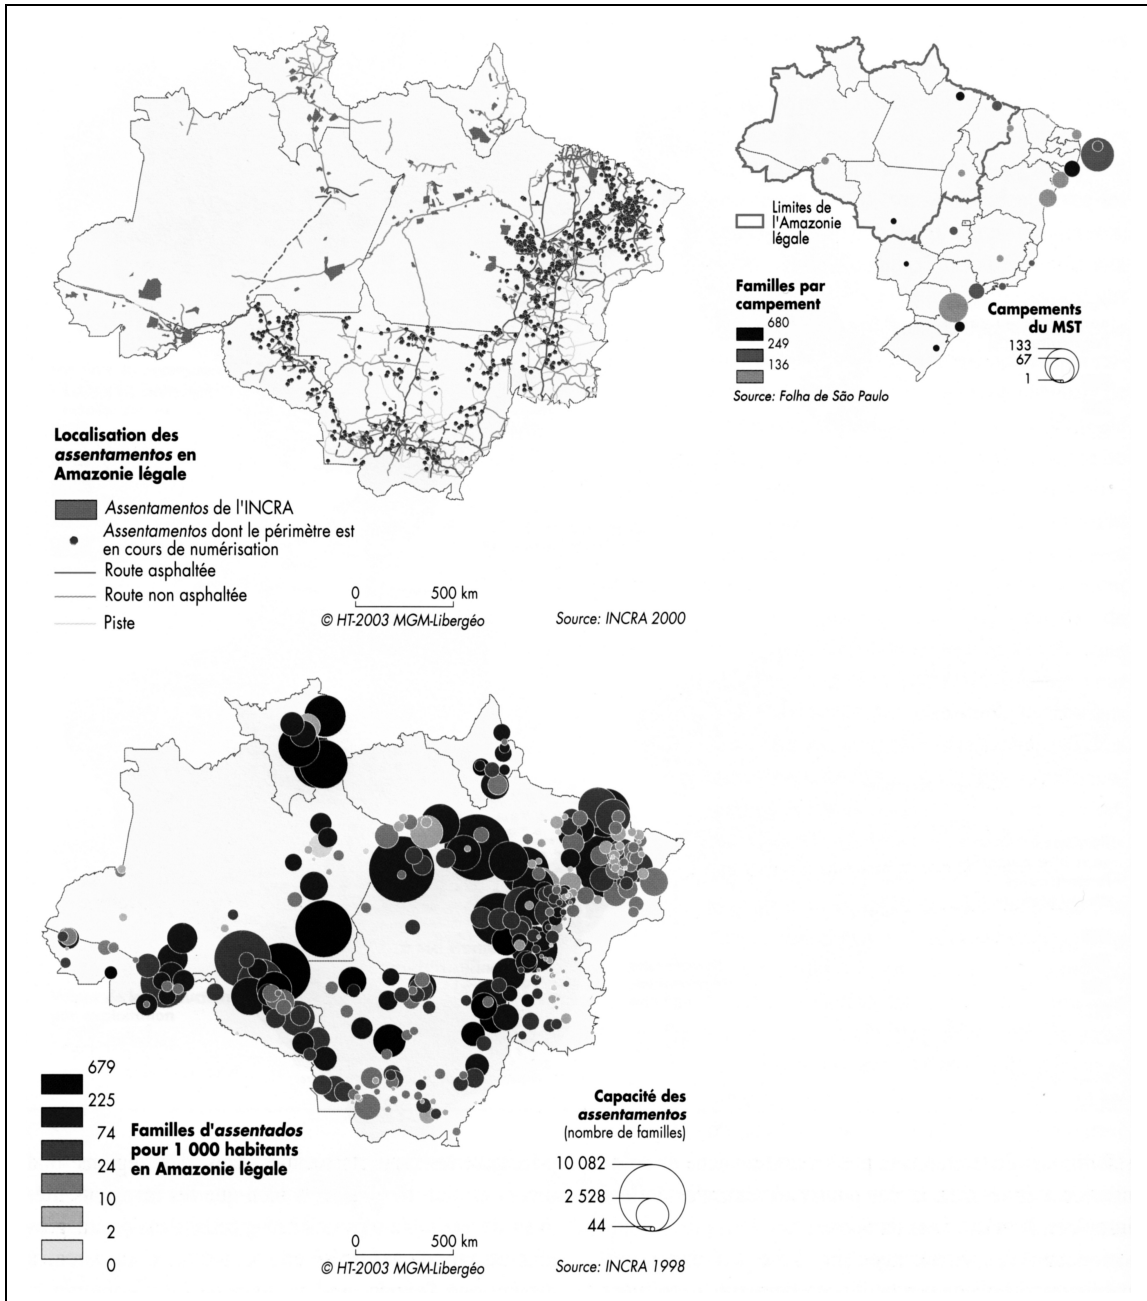 Limites de
l'Amazonie
légale
Familles par
campement
680
249
136
Campements
du MST
133
67
1
Source: Folha de São Paulo
Localisation des
assentamentos en
Amazonie légale
Assentamentos de l'INCRA
Assentamentos dont le périmètre est
en cours de numérisation
Route asphaltée
Route non asphaltée
Piste
0 500 km
© HT-2003 MGM-Libergéo
Source: INCRA 2000
679
225
74
24
10
2
0
Familles d'assentados
pour 1 000 habitants
en Amazonie légale
Capacité des
assentamentos
(nombre de familles)
10 082
2 528
44
0 500 km
© HT-2003 MGM-Libergéo
Source: INCRA 1998